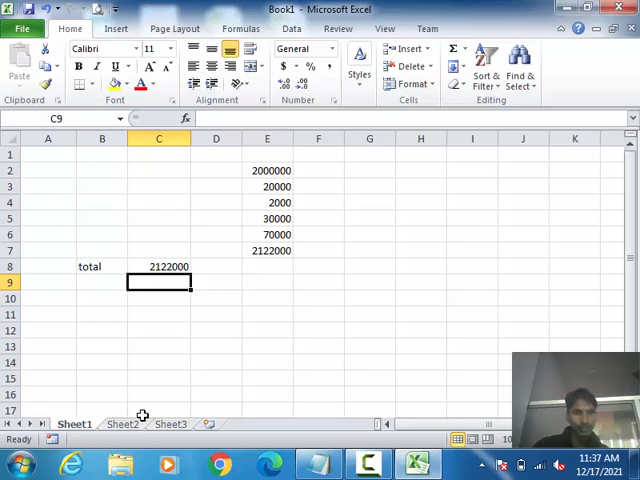 Book1 - Microsoft Excel
File Home Insert Page Layout Formulas Data Review View Team
Paste Calibri 11 General Styles Insert Sort & Filter Find & Select
B I U $ % , Delete
A Format
Clipboard Font Alignment Number Cells Editing
C9 fx
A B C D E F G H I J K
1
2 2000000
3 20000
4 2000
5 30000
6 70000
7 2122000
8 total 2122000
9
10
11
12
13
14
15
16
17
Sheet1 Sheet2 Sheet3
Ready 10
11:37 AM
12/17/2021